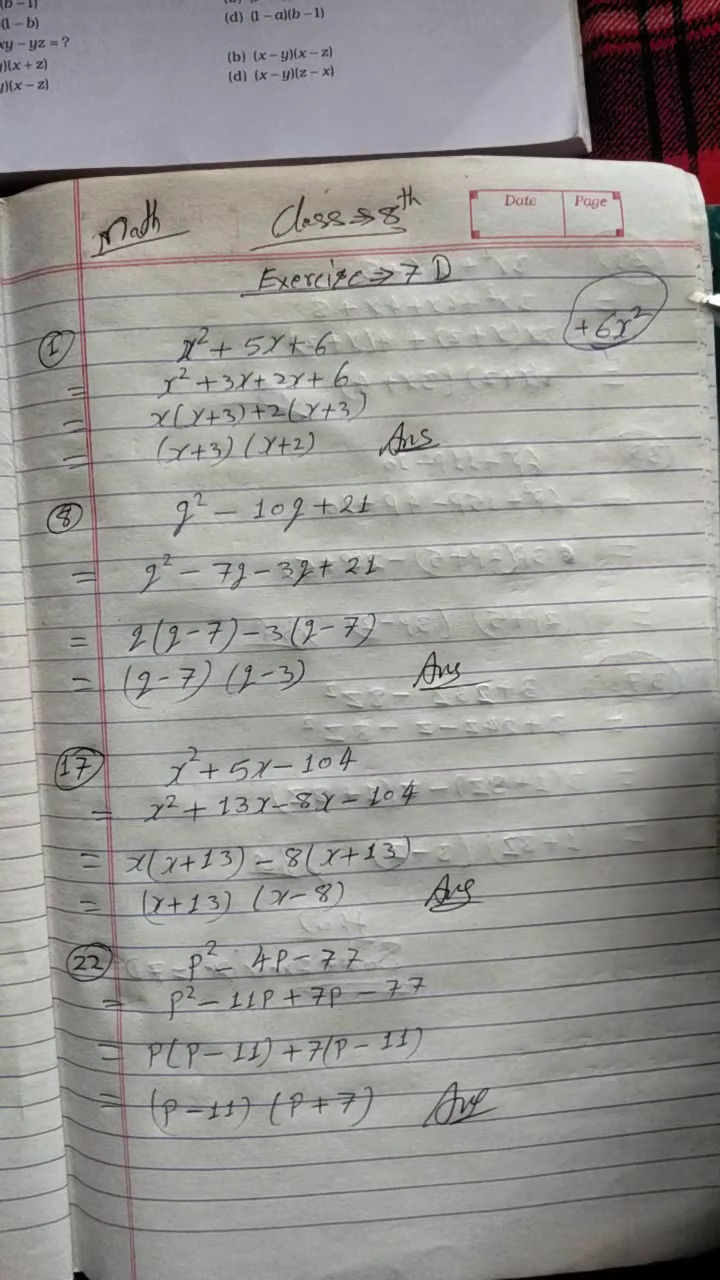 (b − 1)
(d) (1 − a)(b − 1)
(1 − b)
xy − yz = ?
)(x + z)
(b) (x − y)(x − z)
)(x − z)
(d) (x − y)(z − x)
Math Class → 8th
Date Page
Exercise → 7 D
+ 6x²
① x² + 5x + 6
= x² + 3x + 2x + 6
= x(x+3) + 2(x+3)
= (x+3) (x+2) Ans
⑧ q² − 10q + 21
= q² − 7q − 3q + 21
= q(q−7) − 3(q−7)
= (q−7) (q−3) Ans
⑰ x² + 5x − 104
= x² + 13x − 8x − 104
= x(x+13) − 8(x+13)
= (x+13) (x−8) Ans
㉒ p² − 4p − 77
= p² − 11p + 7p − 77
= p(p − 11) + 7(p − 11)
= (p − 11) (p + 7) Ans